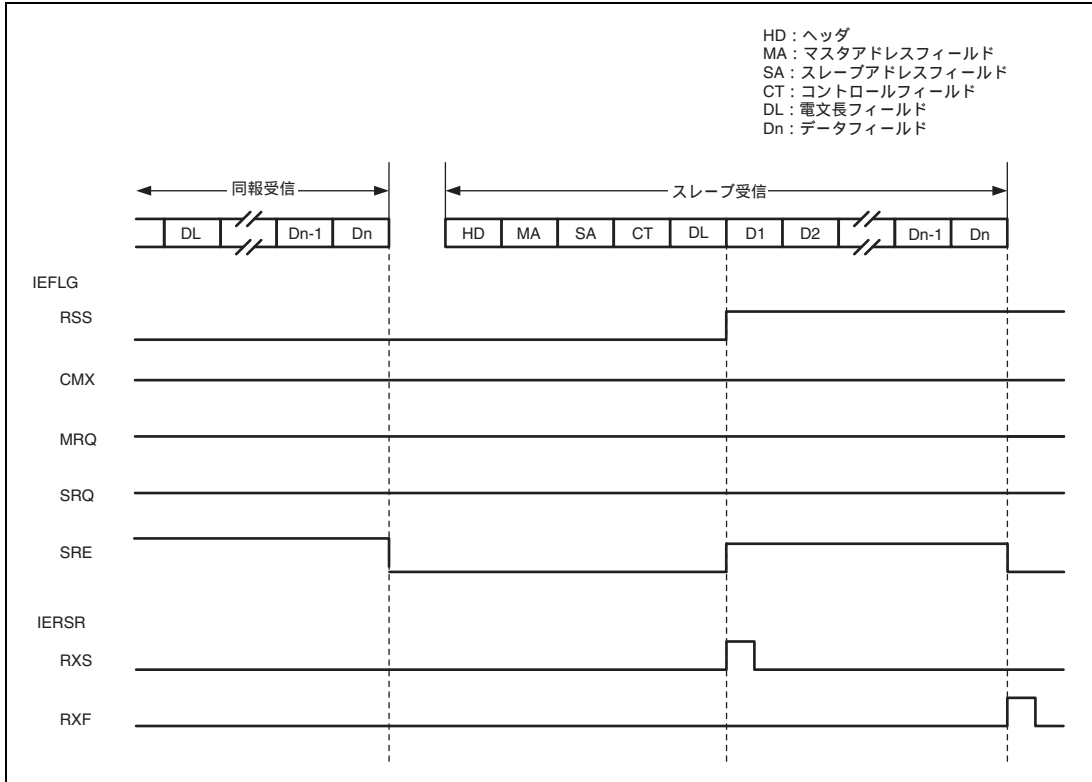 HD：ヘッダ
MA：マスタアドレスフィールド
SA：スレーブアドレスフィールド
CT：コントロールフィールド
DL：電文長フィールド
Dn：データフィールド
同報受信 スレーブ受信
DL Dn-1 Dn HD MA SA CT DL D1 D2 Dn-1 Dn
IEFLG
RSS
CMX
MRQ
SRQ
SRE
IERSR
RXS
RXF